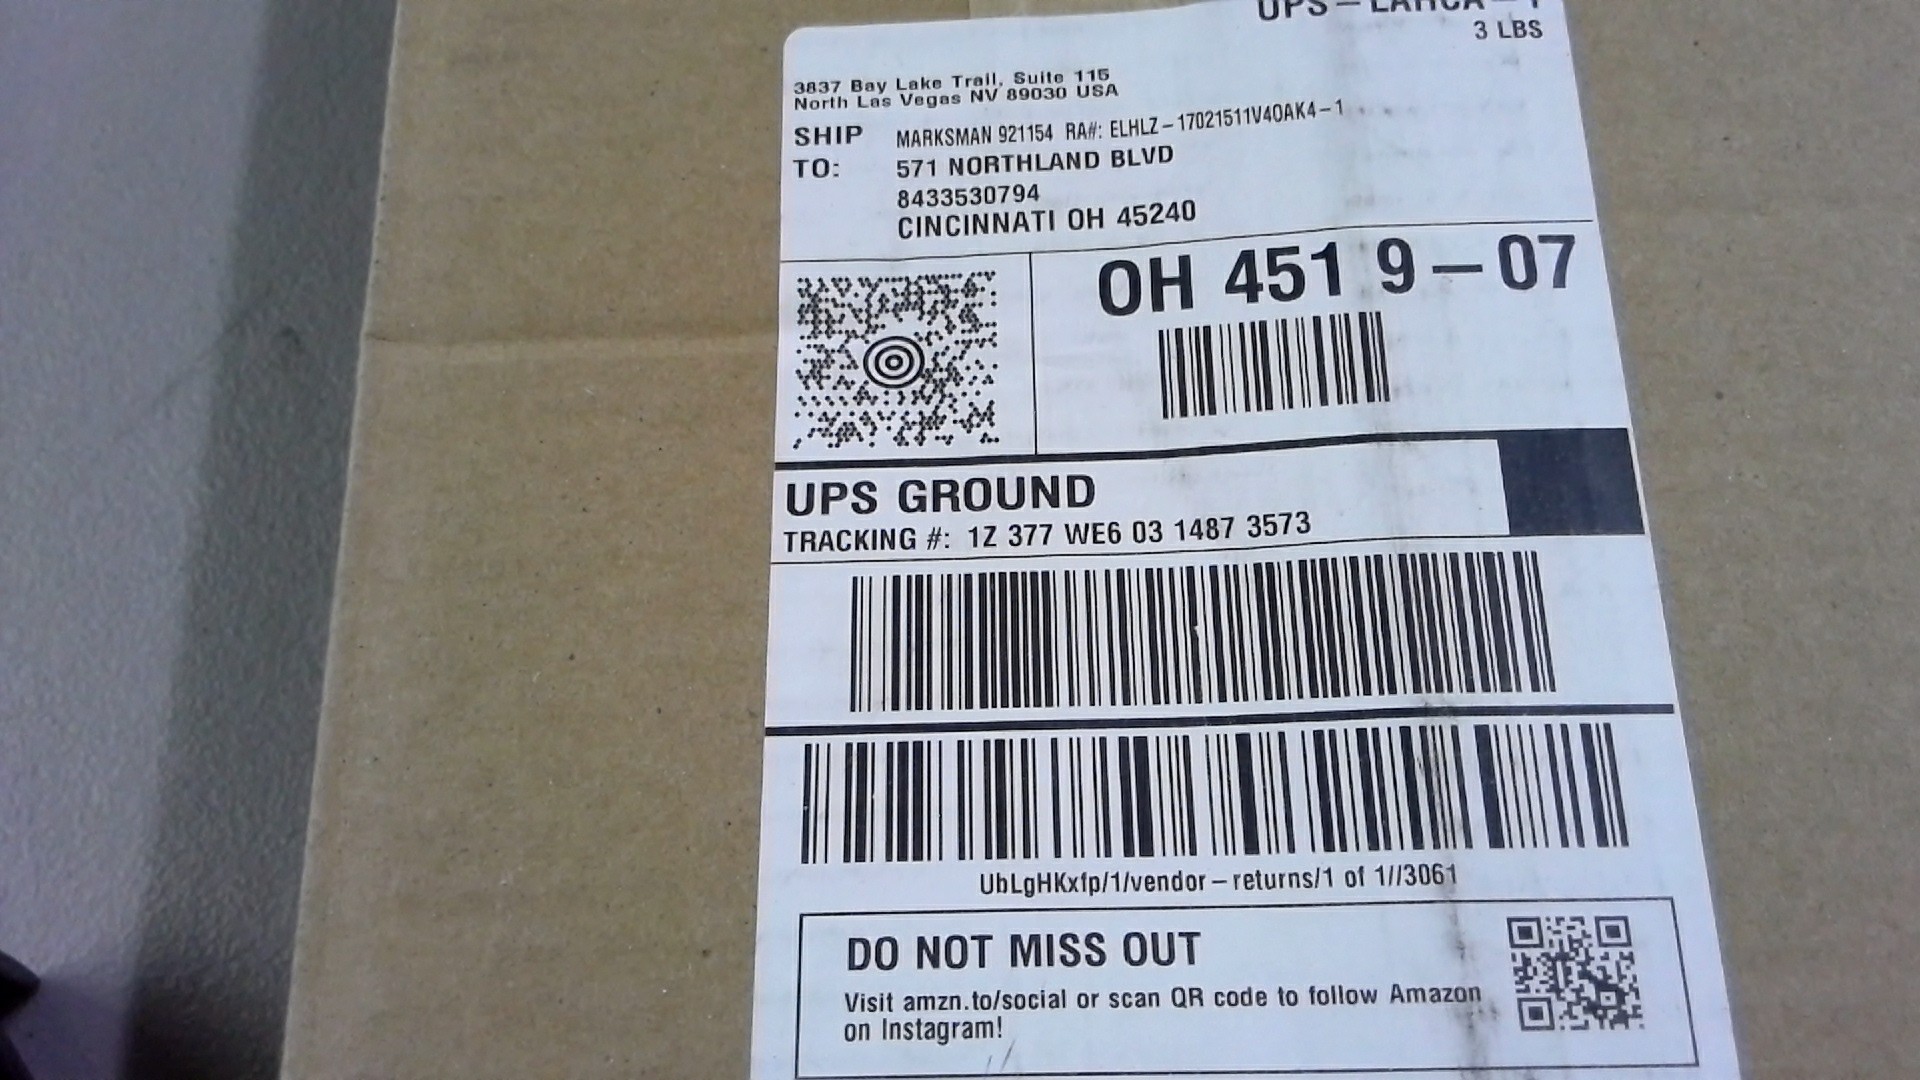 UPS – LAHCA – 1
3 LBS
3837 Bay Lake Trail, Suite 115
North Las Vegas NV 89030 USA
SHIP MARKSMAN 921154 RA#: ELHLZ-17021511V4OAK4-1
TO: 571 NORTHLAND BLVD
8433530794
CINCINNATI OH 45240
OH 451 9 – 07
UPS GROUND
TRACKING #: 1Z 377 WE6 03 1487 3573
UbLgHKxfp/1/vendor – returns/1 of 1//3061
DO NOT MISS OUT
Visit amzn.to/social or scan QR code to follow Amazon
on Instagram!